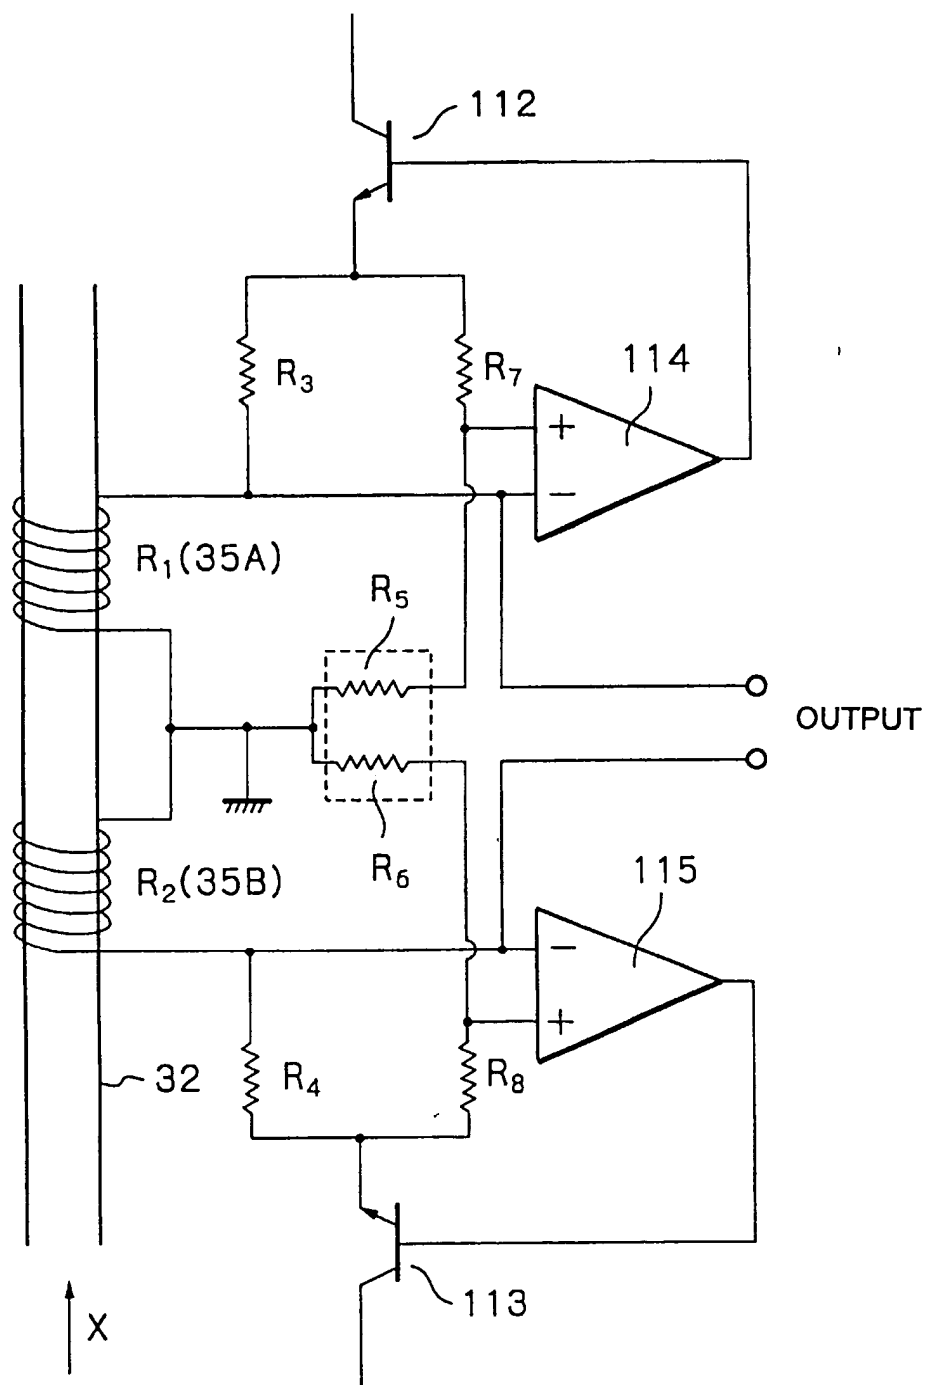 112
R₃
R₇
114
+
−
R₁(35A)
R₅
OUTPUT
R₆
R₂(35B)
115
−
+
R₄
R₈
32
113
X